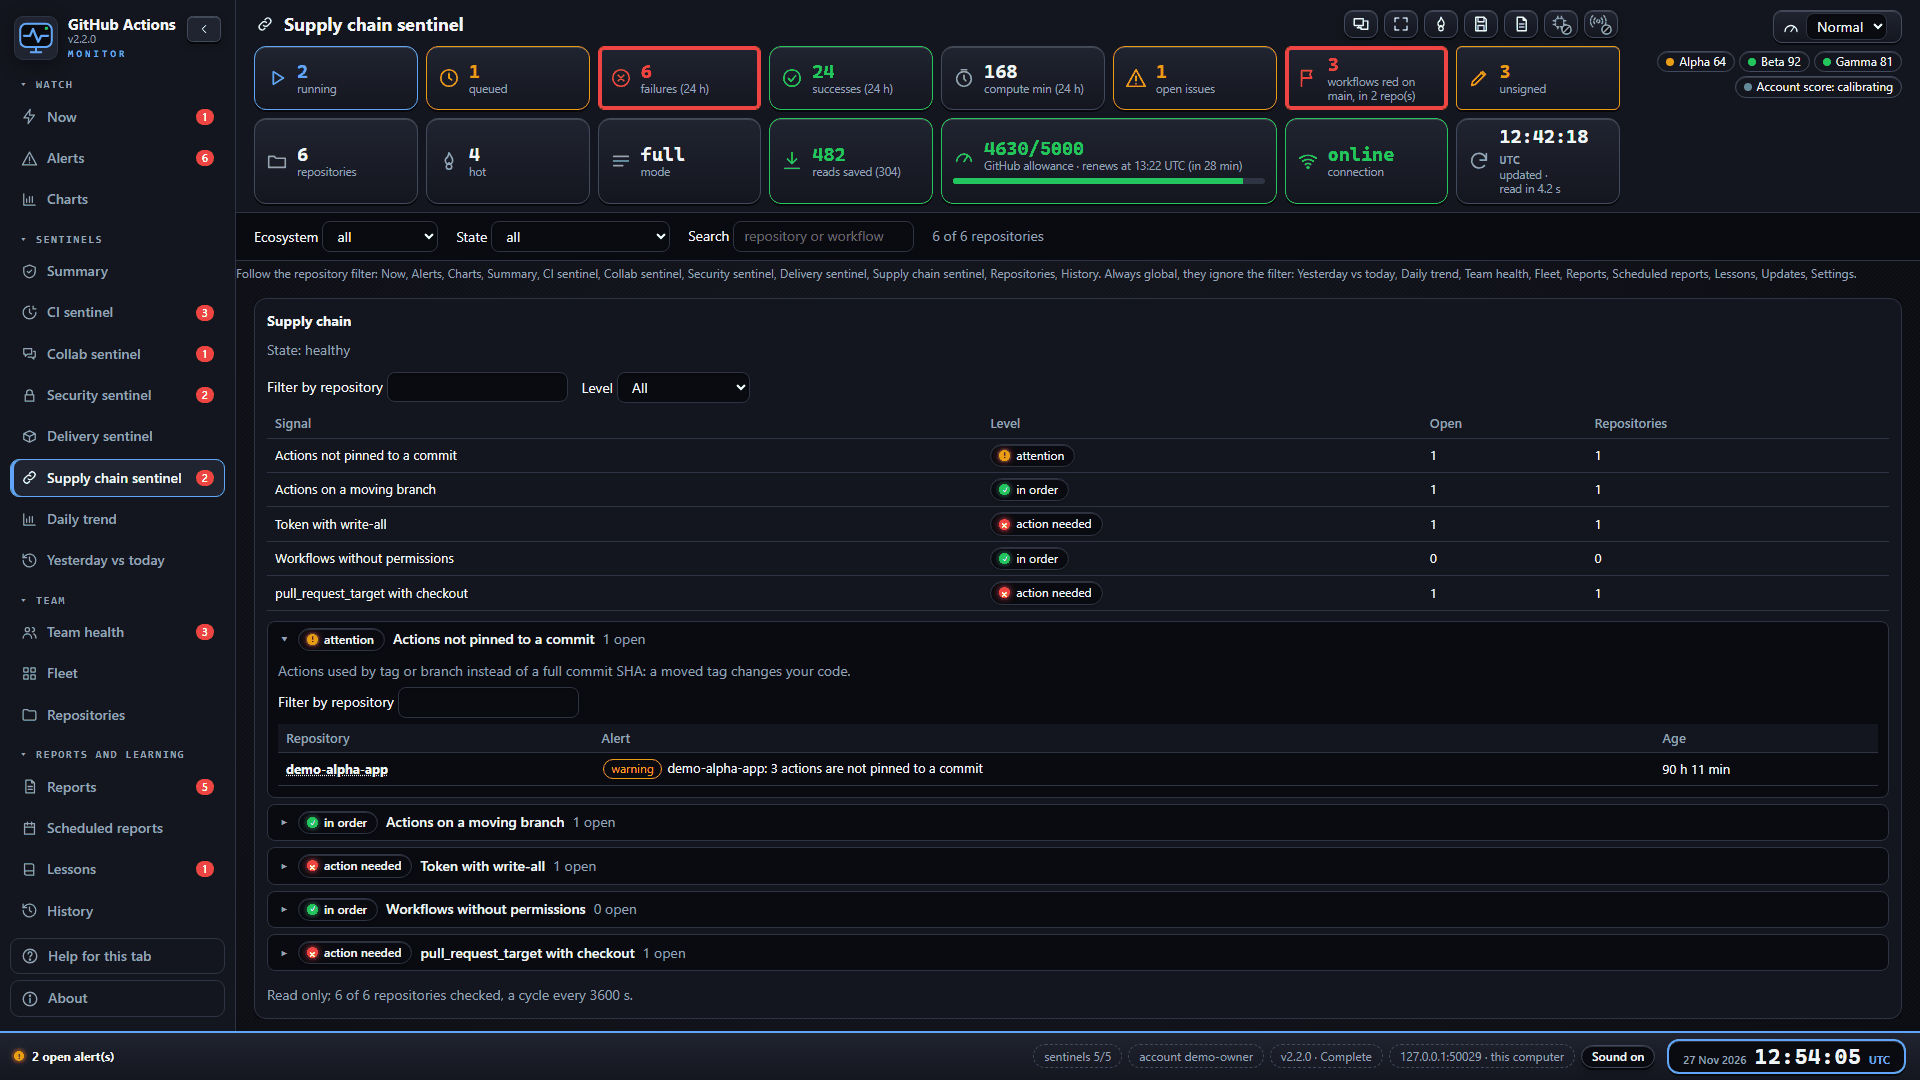 GitHub Actions
v2.2.0
MONITOR
WATCH
Now 1
Alerts 6
Charts
SENTINELS
Summary
CI sentinel 3
Collab sentinel 1
Security sentinel 2
Delivery sentinel
Supply chain sentinel 2
Daily trend
Yesterday vs today
TEAM
Team health 3
Fleet
Repositories
REPORTS AND LEARNING
Reports 5
Scheduled reports
Lessons 1
History
Help for this tab
About
Supply chain sentinel
Normal
2 running
1 queued
6 failures (24 h)
24 successes (24 h)
168 compute min (24 h)
1 open issues
3 workflows red on main, in 2 repo(s)
3 unsigned
Alpha 64
Beta 92
Gamma 81
Account score: calibrating
6 repositories
4 hot
full mode
482 reads saved (304)
4630/5000
GitHub allowance · renews at 13:22 UTC (in 28 min)
online connection
12:42:18 UTC
updated ·
read in 4.2 s
Ecosystem all State all Search repository or workflow 6 of 6 repositories
Follow the repository filter: Now, Alerts, Charts, Summary, CI sentinel, Collab sentinel, Security sentinel, Delivery sentinel, Supply chain sentinel, Repositories, History. Always global, they ignore the filter: Yesterday vs today, Daily trend, Team health, Fleet, Reports, Scheduled reports, Lessons, Updates, Settings.
Supply chain
State: healthy
Filter by repository Level All
Signal Level Open Repositories
Actions not pinned to a commit attention 1 1
Actions on a moving branch in order 1 1
Token with write-all action needed 1 1
Workflows without permissions in order 0 0
pull_request_target with checkout action needed 1 1
attention Actions not pinned to a commit 1 open
Actions used by tag or branch instead of a full commit SHA: a moved tag changes your code.
Filter by repository
Repository Alert Age
demo-alpha-app warning demo-alpha-app: 3 actions are not pinned to a commit 90 h 11 min
in order Actions on a moving branch 1 open
action needed Token with write-all 1 open
in order Workflows without permissions 0 open
action needed pull_request_target with checkout 1 open
Read only; 6 of 6 repositories checked, a cycle every 3600 s.
2 open alert(s)
sentinels 5/5
account demo-owner
v2.2.0 · Complete
127.0.0.1:50029 · this computer
Sound on
27 Nov 2026 12:54:05 UTC